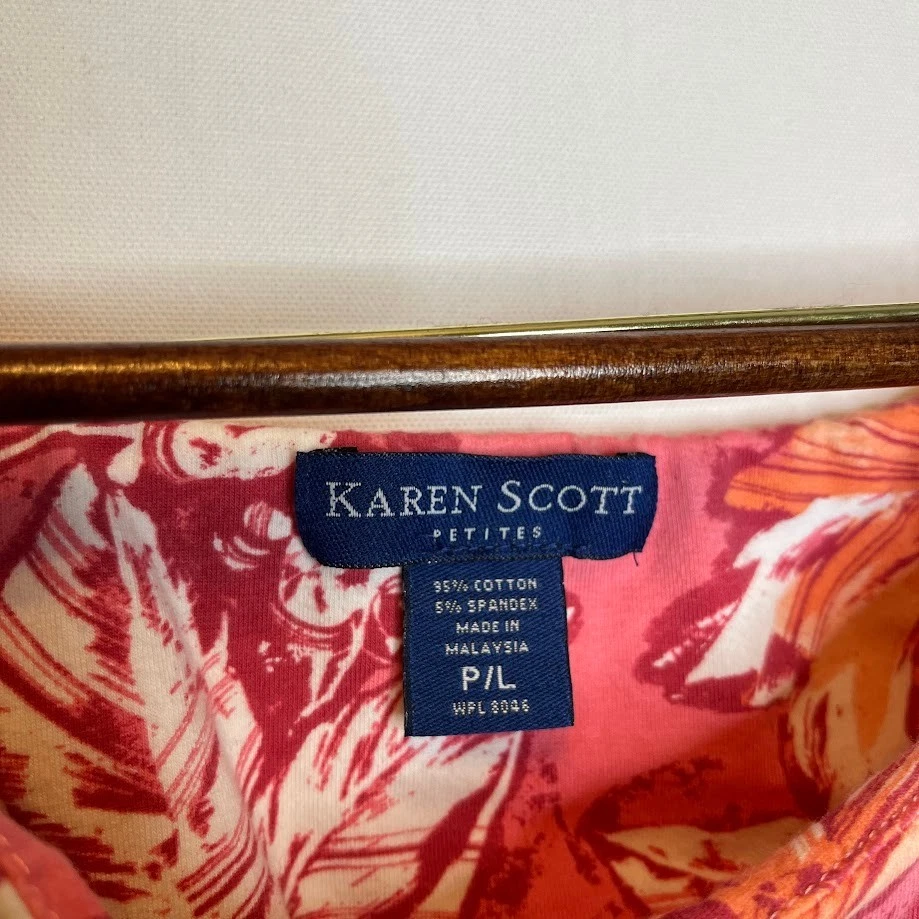 KAREN SCOTT
PETITES
95% COTTON
5% SPANDEX
MADE IN
MALAYSIA
P/L
WPL 8046